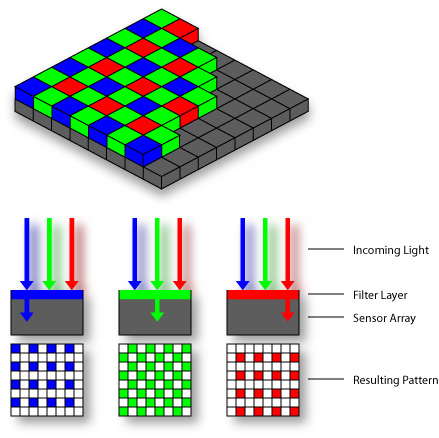 Incoming Light
Filter Layer
Sensor Array
Resulting Pattern